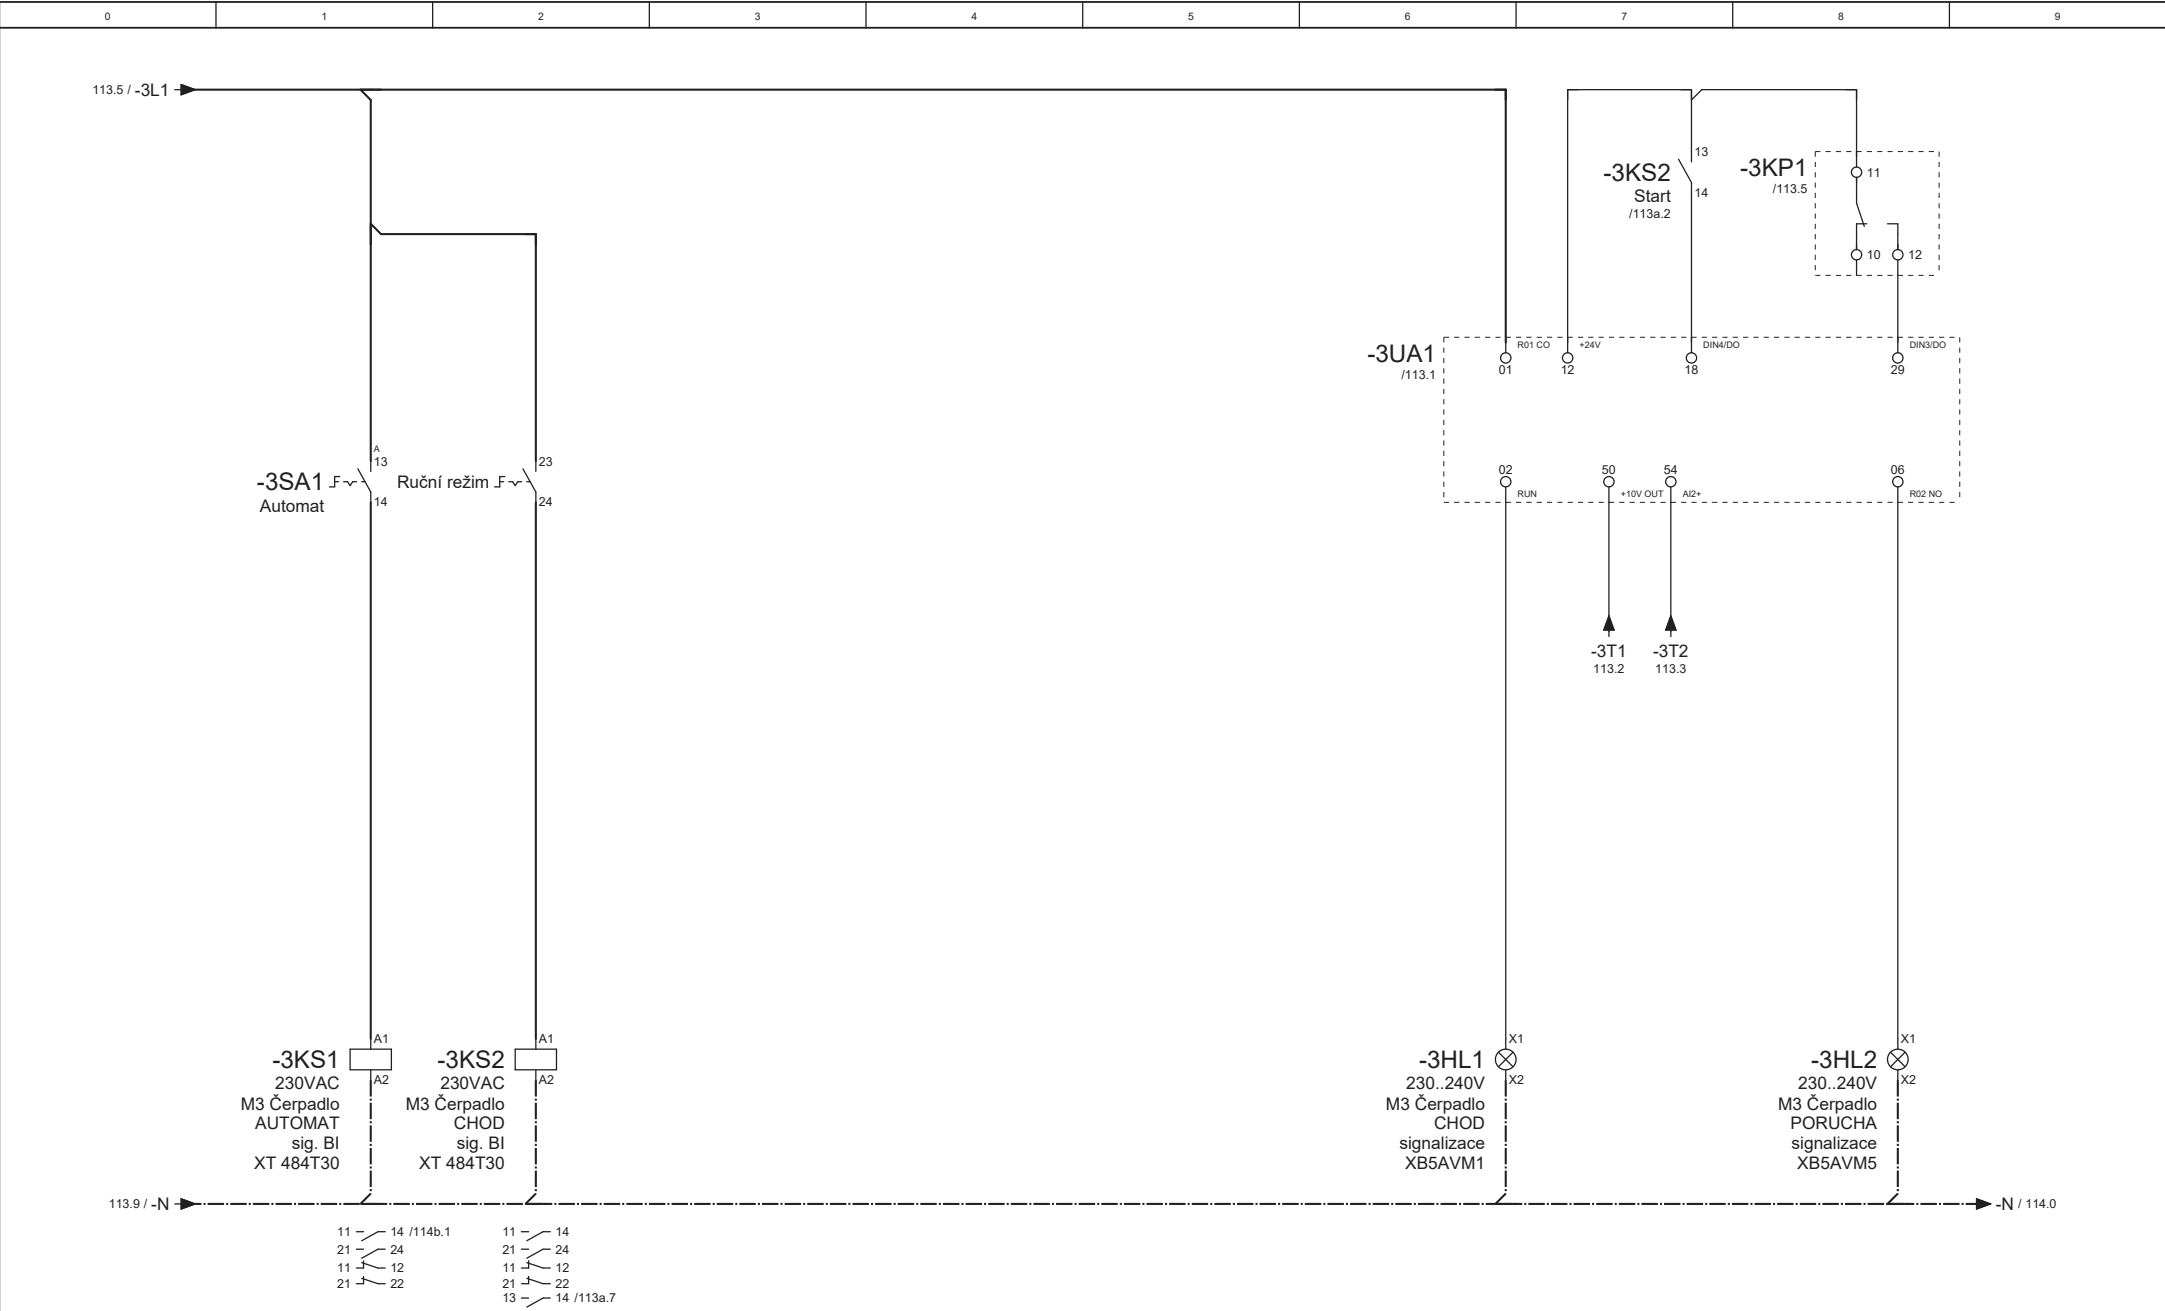 0 1 2 3 4 5 6 7 8 9
113.5 / -3L1
-3KS2
Start
/113a.2
13
14
-3KP1
/113.5
11
10
12
-3UA1
/113.1
R01 CO
01
+24V
12
DIN4/DO
18
DIN3/DO
29
02
RUN
50
+10V OUT
54
AI2+
06
R02 NO
-3SA1
Automat
A
13
14
Ruční režim
23
24
-3T1
113.2
-3T2
113.3
-3KS1
230VAC
M3 Čerpadlo
AUTOMAT
sig. BI
XT 484T30
A1
A2
-3KS2
230VAC
M3 Čerpadlo
CHOD
sig. BI
XT 484T30
A1
A2
-3HL1
230..240V
M3 Čerpadlo
CHOD
signalizace
XB5AVM1
X1
X2
-3HL2
230..240V
M3 Čerpadlo
PORUCHA
signalizace
XB5AVM5
X1
X2
113.9 / -N
-N / 114.0
11 14 /114b.1
21 24
11 12
21 22
11 14
21 24
11 12
21 22
13 14 /113a.7